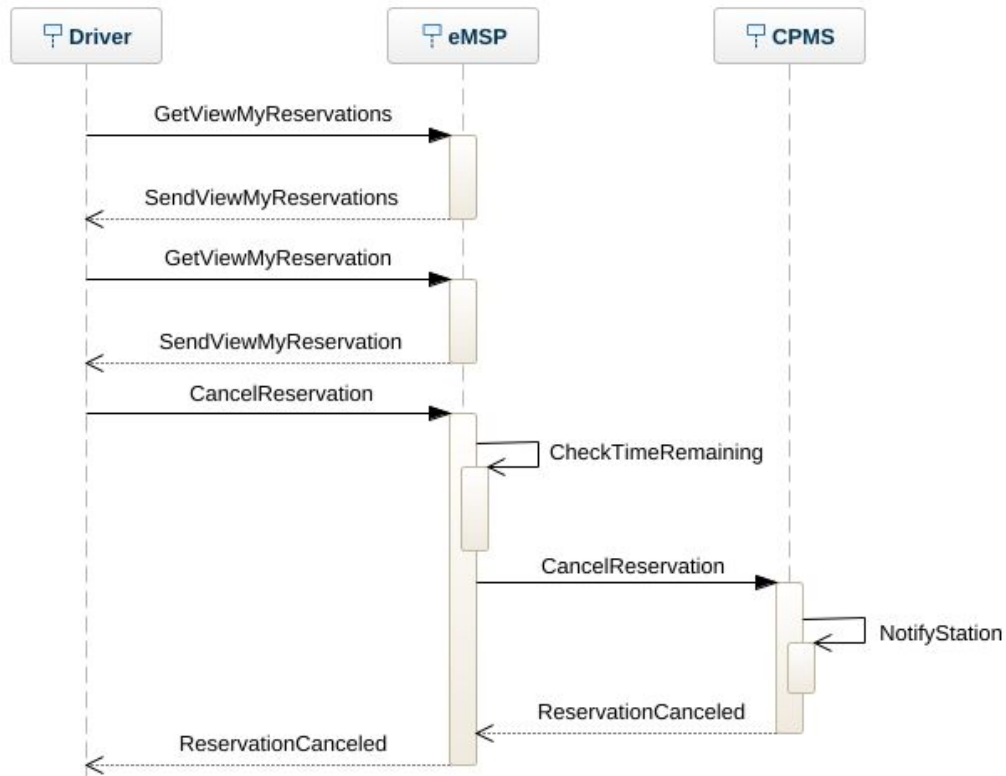 Driver
eMSP
CPMS
GetViewMyReservations
SendViewMyReservations
GetViewMyReservation
SendViewMyReservation
CancelReservation
CheckTimeRemaining
CancelReservation
NotifyStation
ReservationCanceled
ReservationCanceled